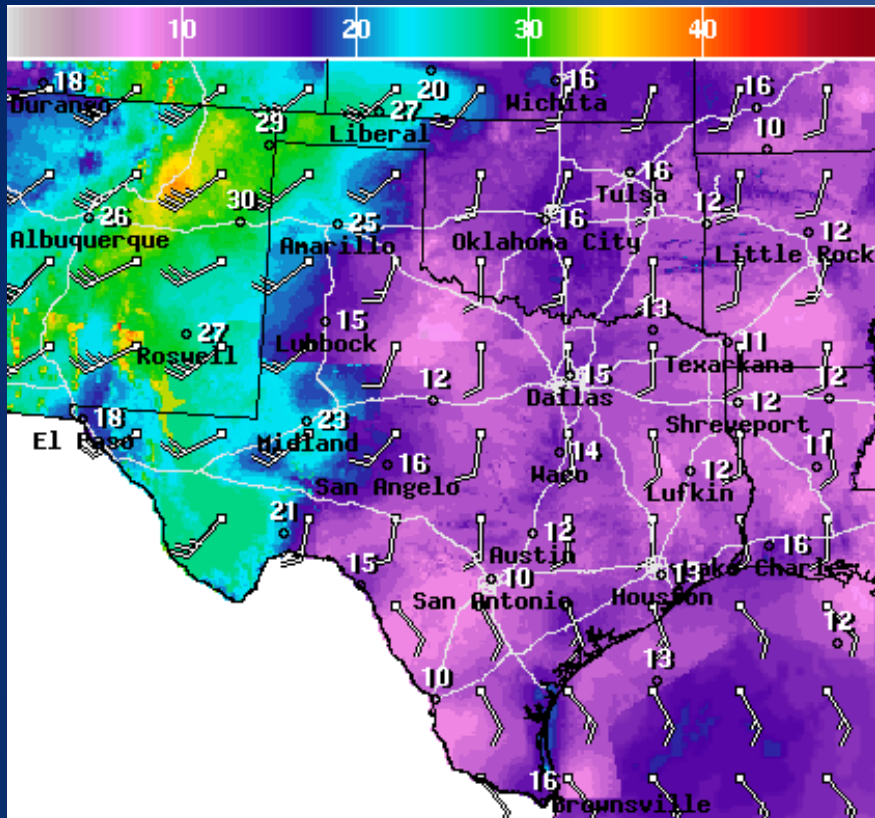 10 20 30 40
18 20 16 16
Durango Wichita
27
Liberal
29 10
16
Tulsa
26 30 25 16 12 12
Albuquerque Amarillo Oklahoma City Little Rock
27 15 13 11
Roswell Lubbock Texarkana
12 15 12 12
Dallas
18 23 Shreveport
El Paso Midland
16 14 12 11
San Angelo Waco Lufkin
21 12 16
Austin
15 10 13 Lake Charles
San Antonio Houston
12
10 13
16
Brownsville